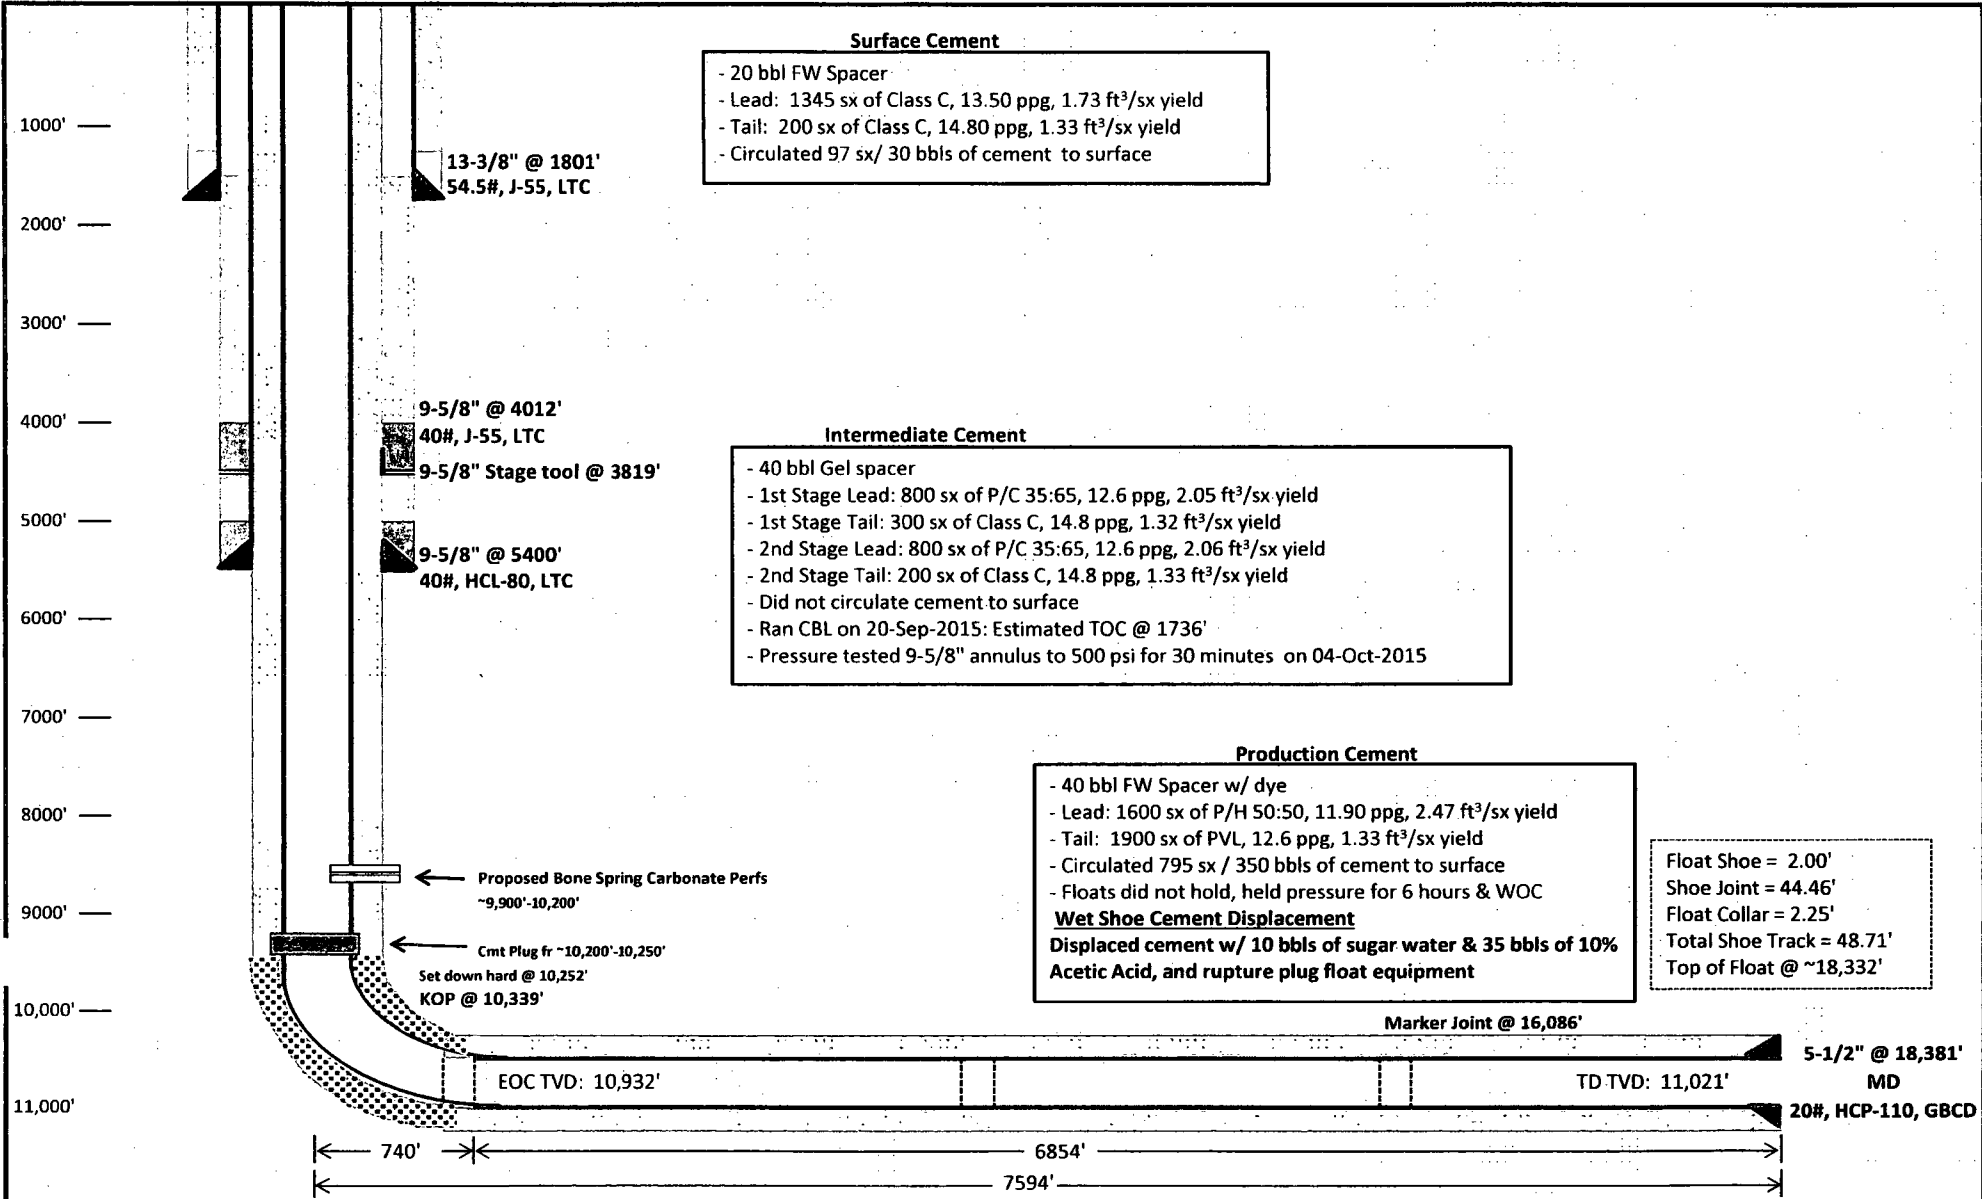 Surface Cement
- 20 bbl FW Spacer
- Lead: 1345 sx of Class C, 13.50 ppg, 1.73 ft³/sx yield
- Tail: 200 sx of Class C, 14.80 ppg, 1.33 ft³/sx yield
- Circulated 97 sx/ 30 bbls of cement to surface
1000'
13-3/8" @ 1801'
54.5#, J-55, LTC
2000'
3000'
4000'
9-5/8" @ 4012'
40#, J-55, LTC
9-5/8" Stage tool @ 3819'
Intermediate Cement
- 40 bbl Gel spacer
- 1st Stage Lead: 800 sx of P/C 35:65, 12.6 ppg, 2.05 ft³/sx yield
- 1st Stage Tail: 300 sx of Class C, 14.8 ppg, 1.32 ft³/sx yield
- 2nd Stage Lead: 800 sx of P/C 35:65, 12.6 ppg, 2.06 ft³/sx yield
- 2nd Stage Tail: 200 sx of Class C, 14.8 ppg, 1.33 ft³/sx yield
- Did not circulate cement to surface
- Ran CBL on 20-Sep-2015: Estimated TOC @ 1736'
- Pressure tested 9-5/8" annulus to 500 psi for 30 minutes on 04-Oct-2015
5000'
9-5/8" @ 5400'
40#, HCL-80, LTC
6000'
7000'
Production Cement
- 40 bbl FW Spacer w/ dye
- Lead: 1600 sx of P/H 50:50, 11.90 ppg, 2.47 ft³/sx yield
- Tail: 1900 sx of PVL, 12.6 ppg, 1.33 ft³/sx yield
- Circulated 795 sx / 350 bbls of cement to surface
- Floats did not hold, held pressure for 6 hours & WOC
Wet Shoe Cement Displacement
Displaced cement w/ 10 bbls of sugar water & 35 bbls of 10%
Acetic Acid, and rupture plug float equipment
Float Shoe = 2.00'
Shoe Joint = 44.46'
Float Collar = 2.25'
Total Shoe Track = 48.71'
Top of Float @ ~18,332'
8000'
Proposed Bone Spring Carbonate Perfs
~9,900'-10,200'
9000'
Cmt Plug fr ~10,200'-10,250'
Set down hard @ 10,252'
KOP @ 10,339'
10,000'
Marker Joint @ 16,086'
5-1/2" @ 18,381'
MD
20#, HCP-110, GBCD
EOC TVD: 10,932'
TD TVD: 11,021'
11,000'
740'
6854'
7594'